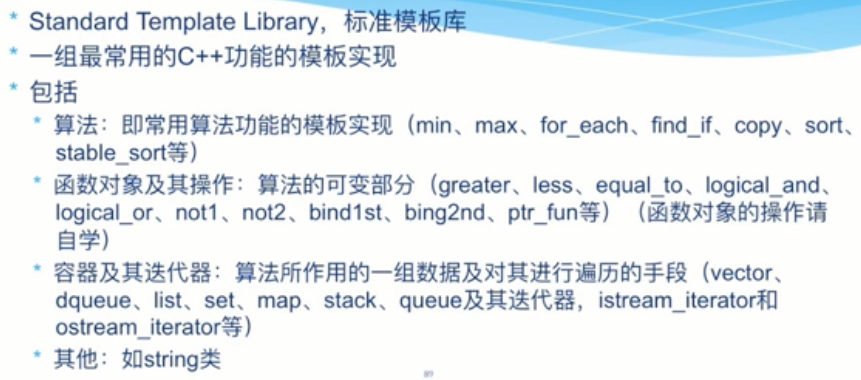 * Standard Template Library，标准模板库
* 一组最常用的C++功能的模板实现
* 包括
* 算法：即常用算法功能的模板实现（min、max、for_each、find_if、copy、sort、
stable_sort等）
* 函数对象及其操作：算法的可变部分（greater、less、equal_to、logical_and、
logical_or、not1、not2、bind1st、bing2nd、ptr_fun等）（函数对象的操作请
自学）
* 容器及其迭代器：算法所作用的一组数据及对其进行遍历的手段（vector、
dqueue、list、set、map、stack、queue及其迭代器，istream_iterator和
ostream_iterator等）
* 其他：如string类
89